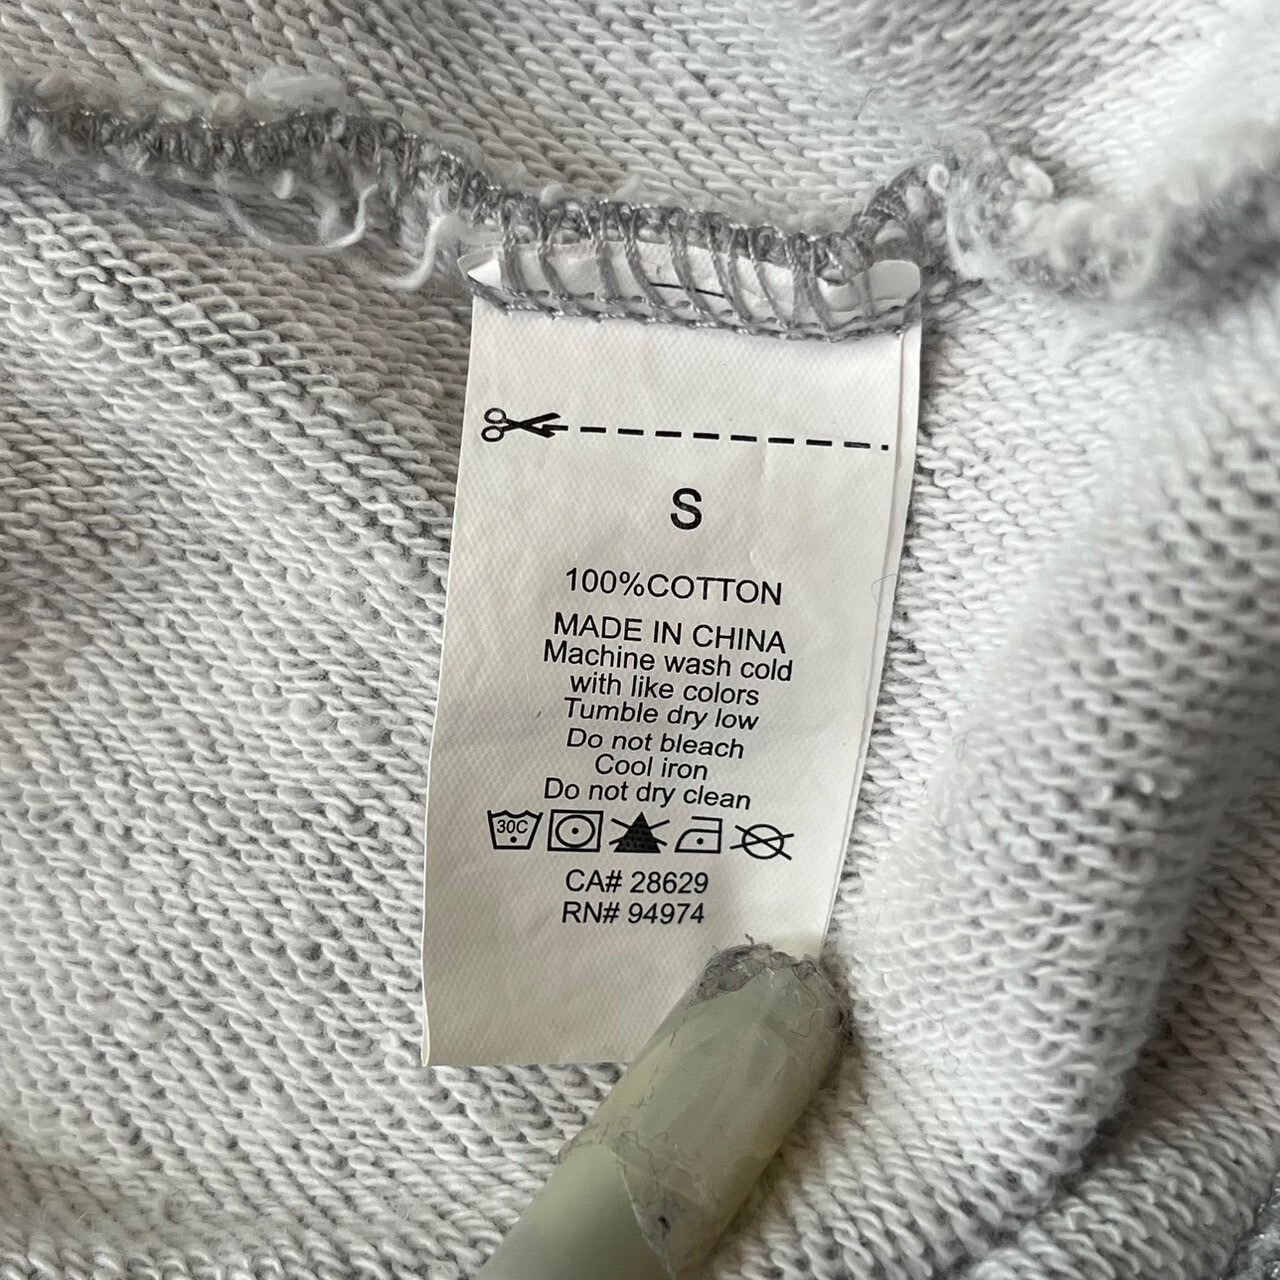 S
100%COTTON
MADE IN CHINA
Machine wash cold
with like colors
Tumble dry low
Do not bleach
Cool iron
Do not dry clean
30C
CA# 28629
RN# 94974